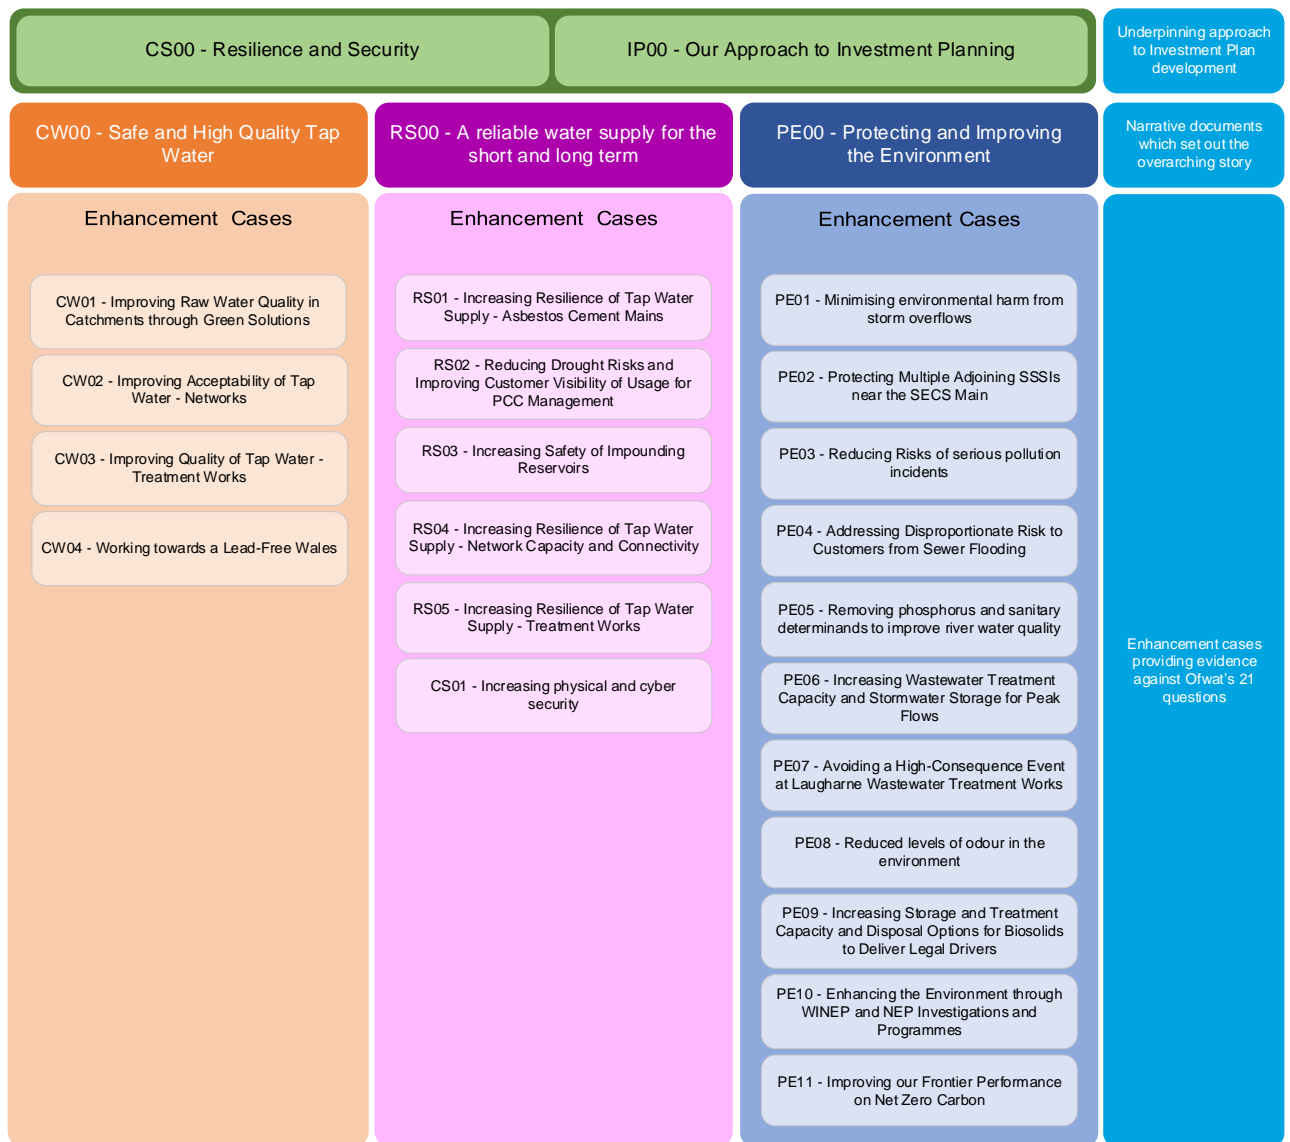 CS00 - Resilience and Security
IP00 - Our Approach to Investment Planning
Underpinning approach
to Investment Plan
development
CW00 - Safe and High Quality Tap
Water
RS00 - A reliable water supply for the
short and long term
PE00 - Protecting and Improving
the Environment
Narrative documents
which set out the
overarching story
Enhancement Cases
CW01 - Improving Raw Water Quality in
Catchments through Green Solutions
CW02 - Improving Acceptability of Tap
Water - Networks
CW03 - Improving Quality of Tap Water -
Treatment Works
CW04 - Working towards a Lead-Free Wales
Enhancement Cases
RS01 - Increasing Resilience of Tap Water
Supply - Asbestos Cement Mains
RS02 - Reducing Drought Risks and
Improving Customer Visibility of Usage for
PCC Management
RS03 - Increasing Safety of Impounding
Reservoirs
RS04 - Increasing Resilience of Tap Water
Supply - Network Capacity and Connectivity
RS05 - Increasing Resilience of Tap Water
Supply - Treatment Works
CS01 - Increasing physical and cyber
security
Enhancement Cases
PE01 - Minimising environmental harm from
storm overflows
PE02 - Protecting Multiple Adjoining SSSIs
near the SECS Main
PE03 - Reducing Risks of serious pollution
incidents
PE04 - Addressing Disproportionate Risk to
Customers from Sewer Flooding
PE05 - Removing phosphorus and sanitary
determinands to improve river water quality
PE06 - Increasing Wastewater Treatment
Capacity and Stormwater Storage for Peak
Flows
PE07 - Avoiding a High-Consequence Event
at Laugharne Wastewater Treatment Works
PE08 - Reduced levels of odour in the
environment
PE09 - Increasing Storage and Treatment
Capacity and Disposal Options for Biosolids
to Deliver Legal Drivers
PE10 - Enhancing the Environment through
WINEP and NEP Investigations and
Programmes
PE11 - Improving our Frontier Performance
on Net Zero Carbon
Enhancement cases
providing evidence
against Ofwat's 21
questions